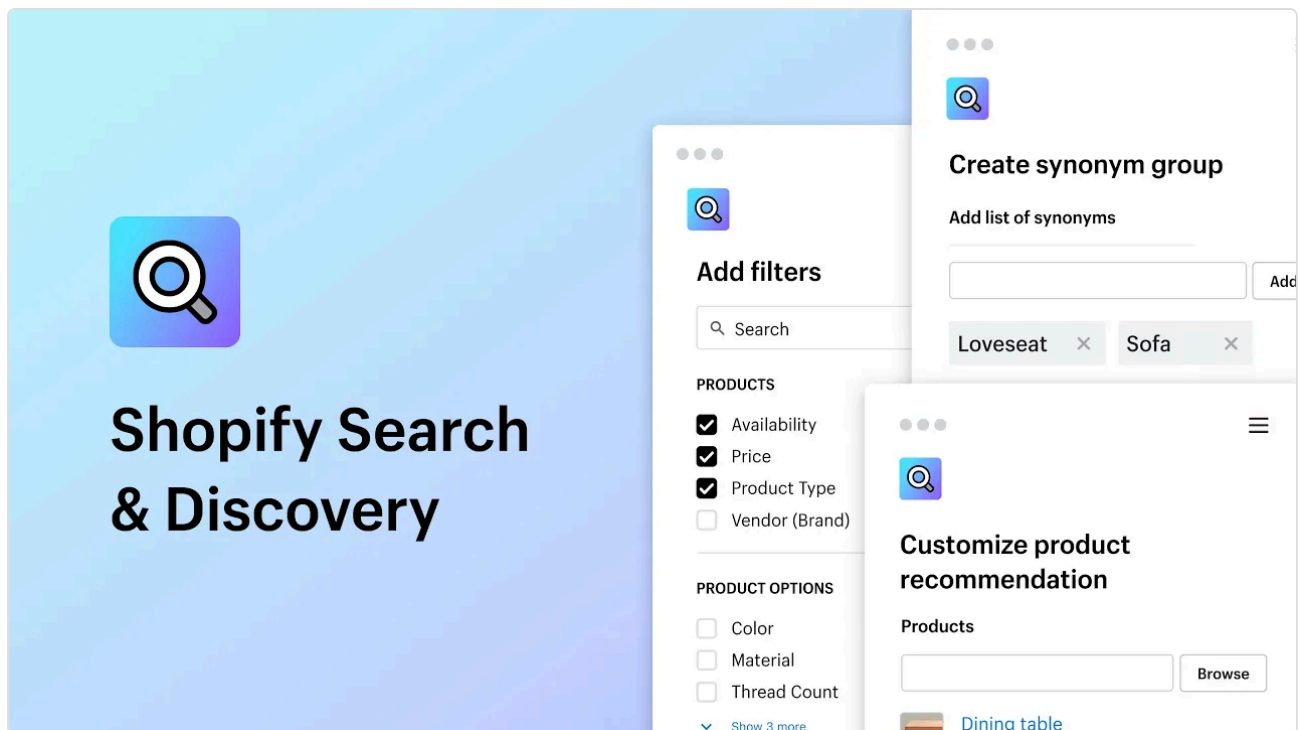 Shopify Search
& Discovery
Add filters
Search
PRODUCTS
Availability
Price
Product Type
Vendor (Brand)
PRODUCT OPTIONS
Color
Material
Thread Count
Show 3 more
Create synonym group
Add list of synonyms
Add
Loveseat
Sofa
Customize product
recommendation
Products
Browse
Dining table